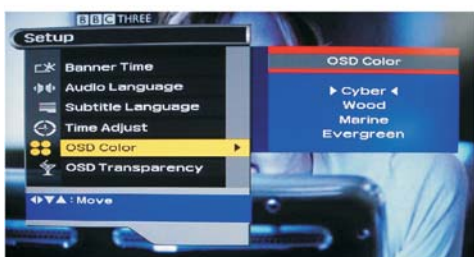 BBC THREE
Setup
Banner Time
Audio Language
Subtitle Language
Time Adjust
OSD Color
OSD Transparency
: Move
OSD Color
Cyber
Wood
Marine
Evergreen